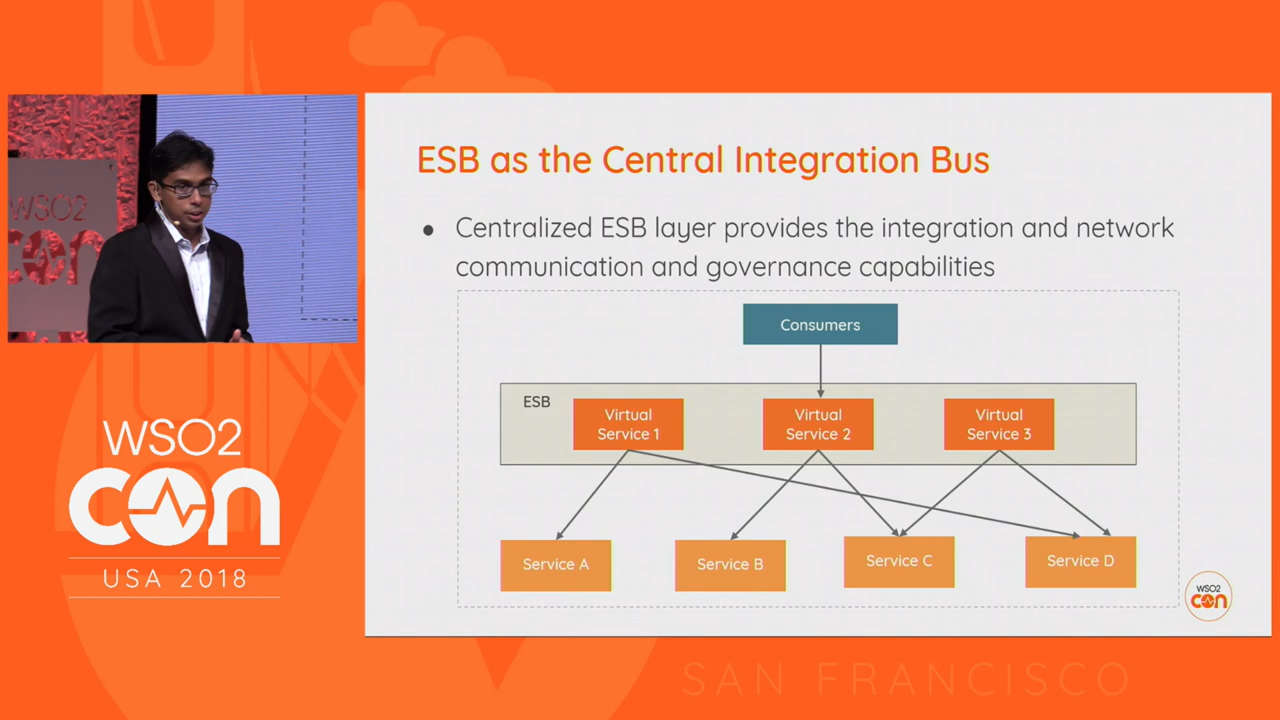 ESB as the Central Integration Bus
● Centralized ESB layer provides the integration and network
communication and governance capabilities
Consumers
ESB
Virtual
Service 1
Virtual
Service 2
Virtual
Service 3
Service A
Service B
Service C
Service D
WSO2
con
WSO2
con
WSO2
con
USA 2018
SAN FRANCISCO